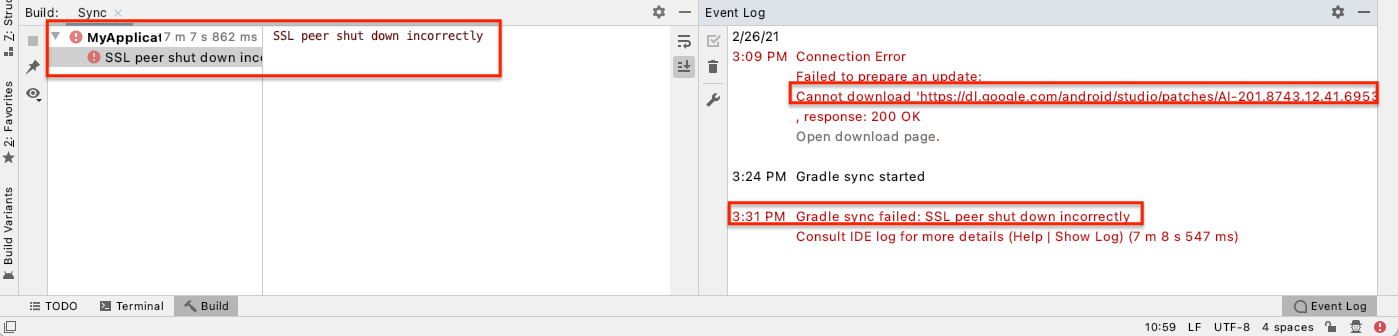 Build: Sync
Event Log
MyApplicat 7 m 7 s 862 ms
SSL peer shut down inc
SSL peer shut down incorrectly
2/26/21
3:09 PM Connection Error
Failed to prepare an update:
Cannot download 'https://dl.google.com/android/studio/patches/AI-201.8743.12.41.6953
, response: 200 OK
Open download page.
3:24 PM Gradle sync started
3:31 PM Gradle sync failed: SSL peer shut down incorrectly
Consult IDE log for more details (Help | Show Log) (7 m 8 s 547 ms)
Z: Struc
2: Favorites
Build Variants
TODO Terminal Build
Event Log
10:59 LF UTF-8 4 spaces